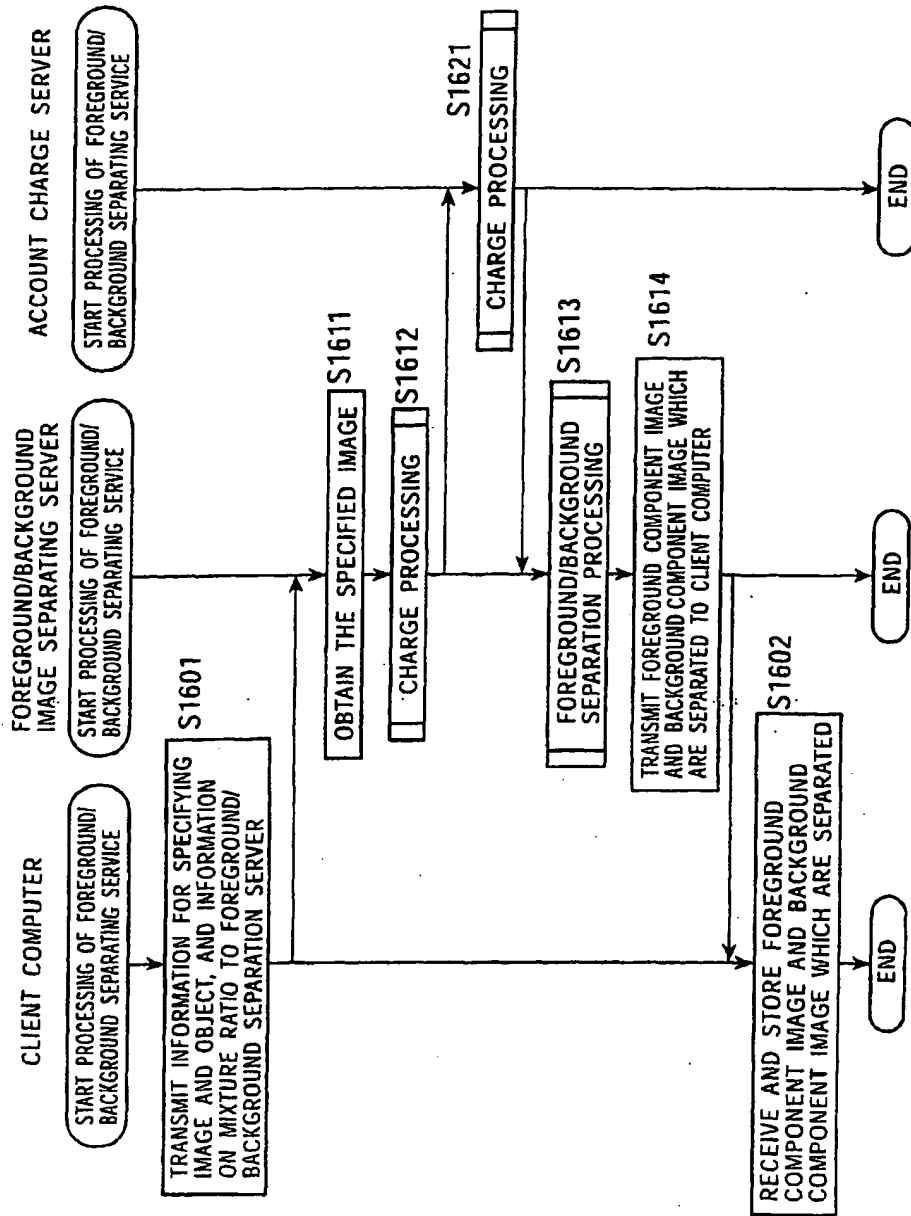 CLIENT COMPUTER
START PROCESSING OF FOREGROUND/
BACKGROUND SEPARATING SERVICE
S1601
TRANSMIT INFORMATION FOR SPECIFYING
IMAGE AND OBJECT, AND INFORMATION
ON MIXTURE RATIO TO FOREGROUND/
BACKGROUND SEPARATION SERVER
S1602
RECEIVE AND STORE FOREGROUND
COMPONENT IMAGE AND BACKGROUND
COMPONENT IMAGE WHICH ARE SEPARATED
END
FOREGROUND/BACKGROUND
IMAGE SEPARATING SERVER
START PROCESSING OF FOREGROUND/
BACKGROUND SEPARATING SERVICE
S1611
OBTAIN THE SPECIFIED IMAGE
S1612
CHARGE PROCESSING
S1613
FOREGROUND/BACKGROUND
SEPARATION PROCESSING
S1614
TRANSMIT FOREGROUND COMPONENT IMAGE
AND BACKGROUND COMPONENT IMAGE WHICH
ARE SEPARATED TO CLIENT COMPUTER
END
ACCOUNT CHARGE SERVER
START PROCESSING OF FOREGROUND/
BACKGROUND SEPARATING SERVICE
S1621
CHARGE PROCESSING
END